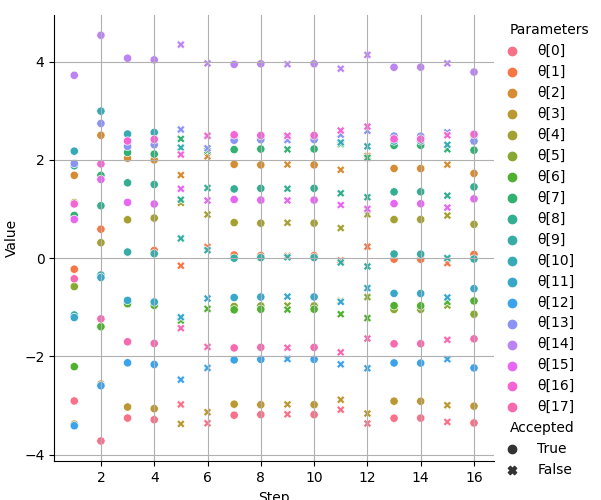 4
2
0
−2
−4
Value
2
4
6
8
10
12
14
16
Step
Parameters
θ[0]
θ[1]
θ[2]
θ[3]
θ[4]
θ[5]
θ[6]
θ[7]
θ[8]
θ[9]
θ[10]
θ[11]
θ[12]
θ[13]
θ[14]
θ[15]
θ[16]
θ[17]
Accepted
True
False